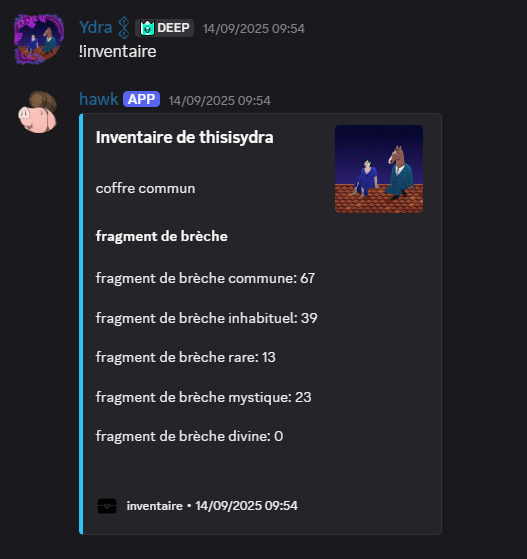 Ydra DEEP 14/09/2025 09:54
!inventaire
hawk APP 14/09/2025 09:54
Inventaire de thisisydra
coffre commun
fragment de brèche
fragment de brèche commune: 67
fragment de brèche inhabituel: 39
fragment de brèche rare: 13
fragment de brèche mystique: 23
fragment de brèche divine: 0
inventaire • 14/09/2025 09:54